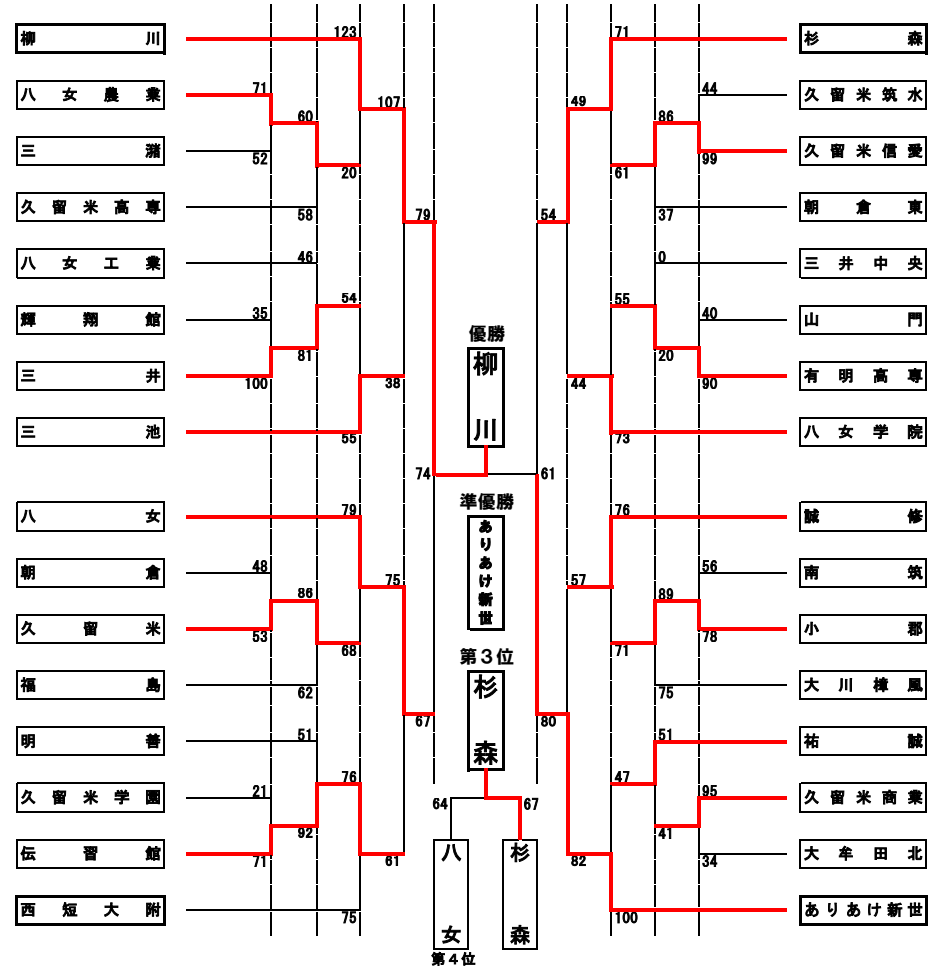 123
71
柳川
杉森
71
44
八女農業
107
49
久留米筑水
60
86
三潴
久留米信愛
52
99
20
61
久留米高専
79
54
朝倉東
58
37
46
0
八女工業
三井中央
54
55
35
40
輝翔館
山門
優勝
81
20
柳川
三井
有明高専
100
38
44
90
三池
八女学院
55
73
74
61
準優勝
79
76
八女
ありあけ新世
誠修
48
56
朝倉
75
57
南筑
86
89
久留米
小郡
53
78
68
71
第3位
福島
杉森
大川樟風
62
75
67
80
51
51
明善
祐誠
76
47
21
95
久留米学園
64
67
久留米商業
92
41
伝習館
八女
杉森
大牟田北
71
61
82
34
西短大附
ありあけ新世
75
100
第4位